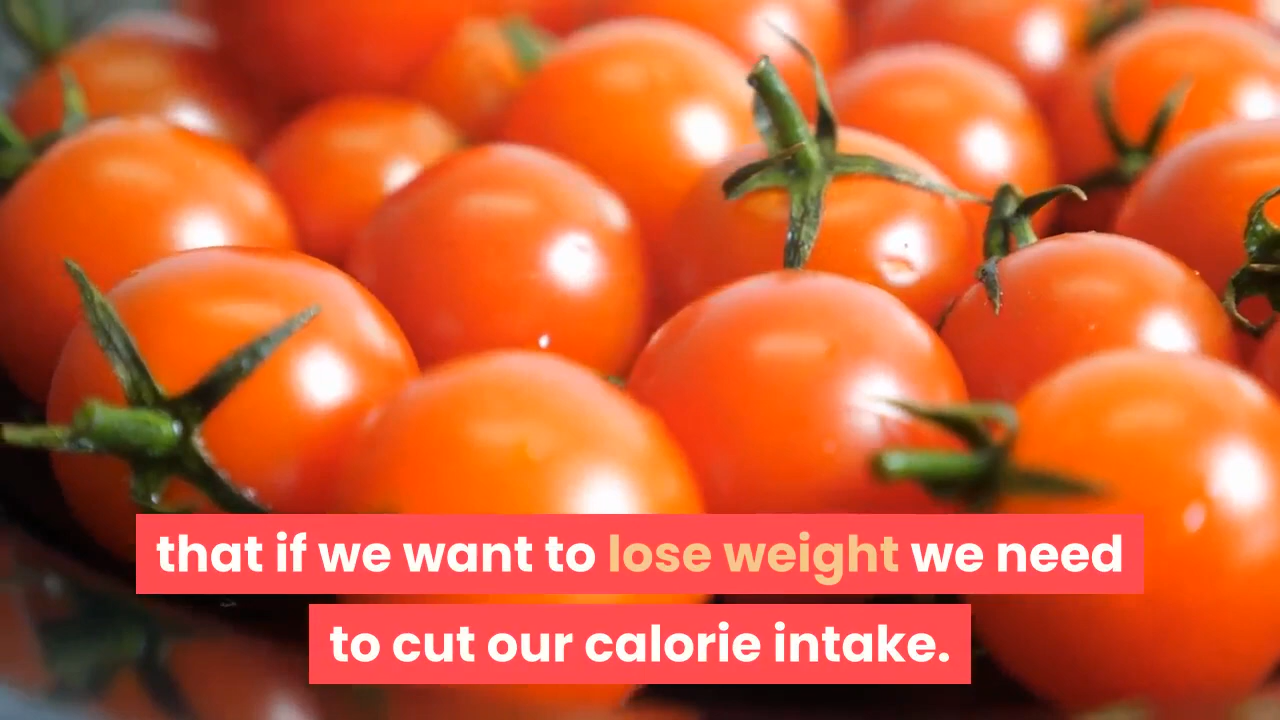 that if we want to lose weight we need
to cut our calorie intake.